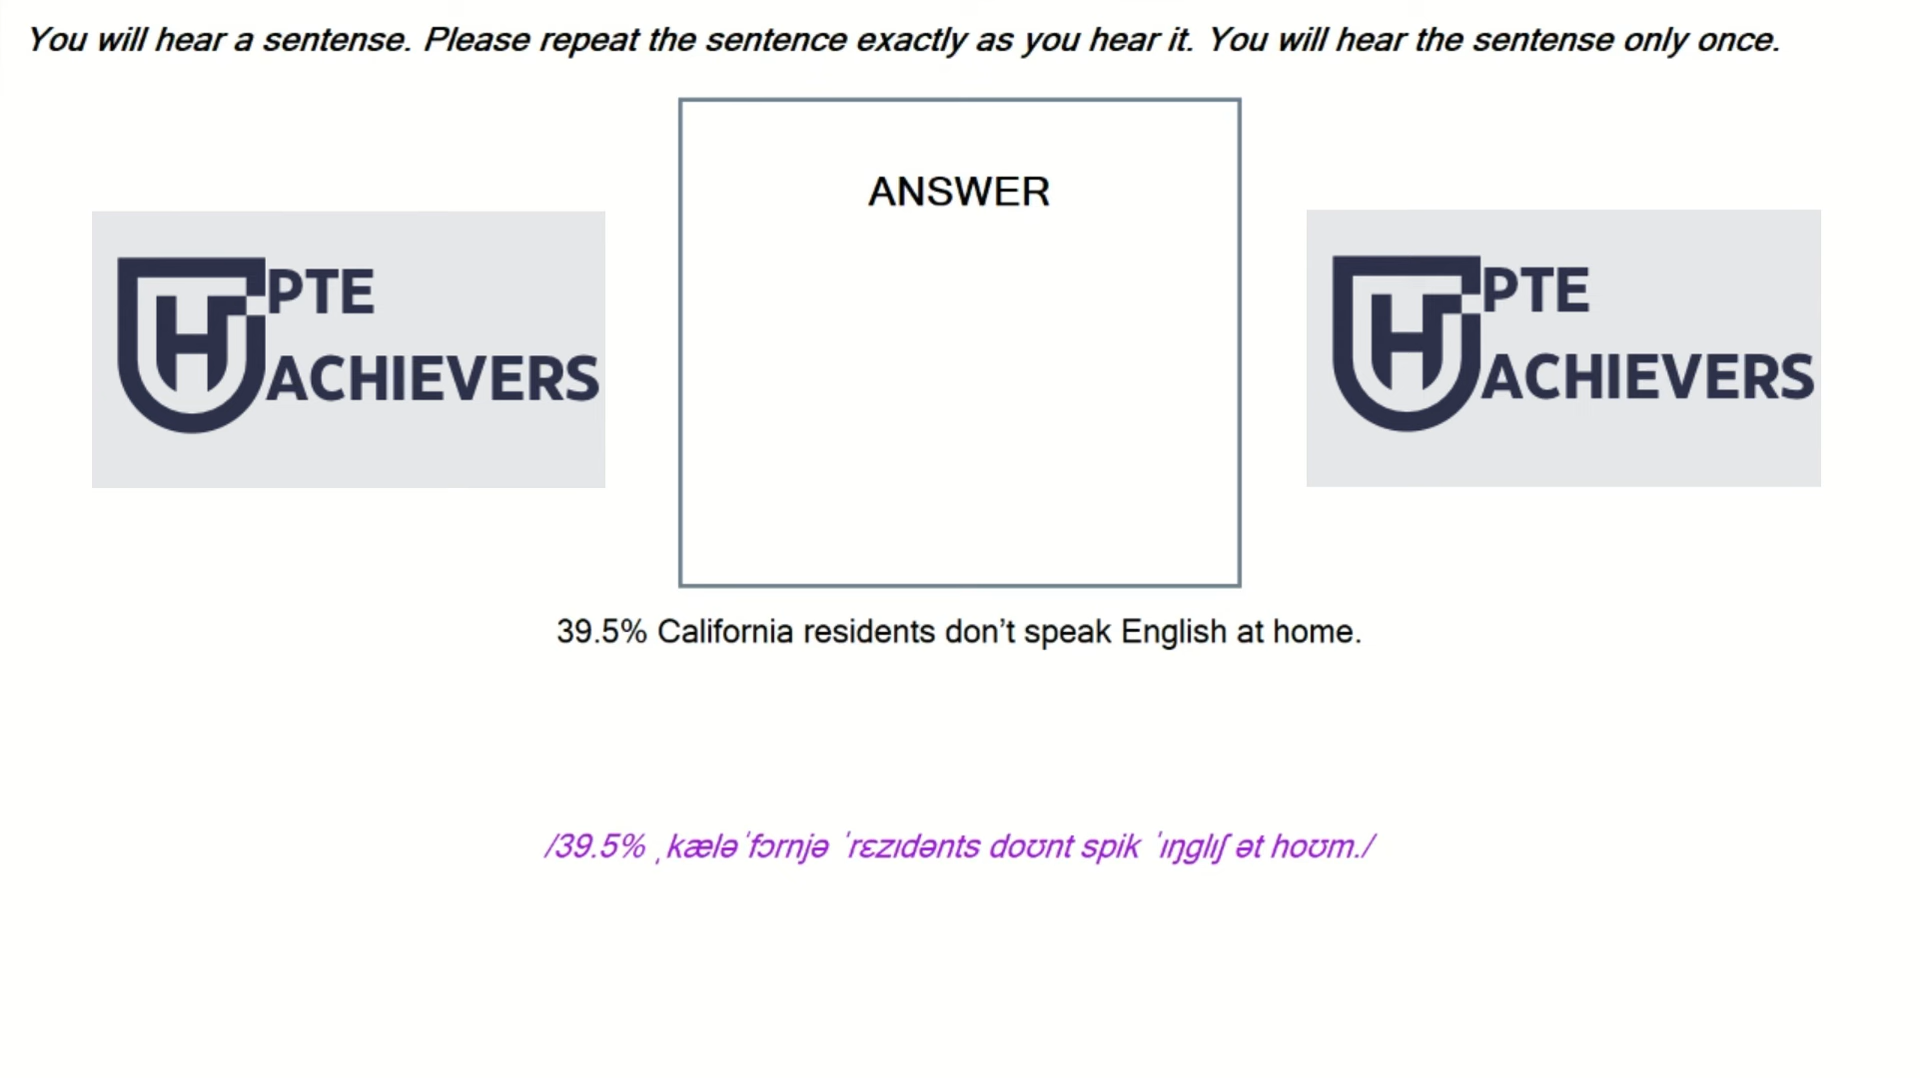 You will hear a sentense. Please repeat the sentence exactly as you hear it. You will hear the sentense only once.
ANSWER
PTE
ACHIEVERS
PTE
ACHIEVERS
39.5% California residents don’t speak English at home.
/39.5% ˌkæləˈfɔrnjə ˈrɛzɪdənts doʊnt spik ˈɪŋglɪʃ ət hoʊm./